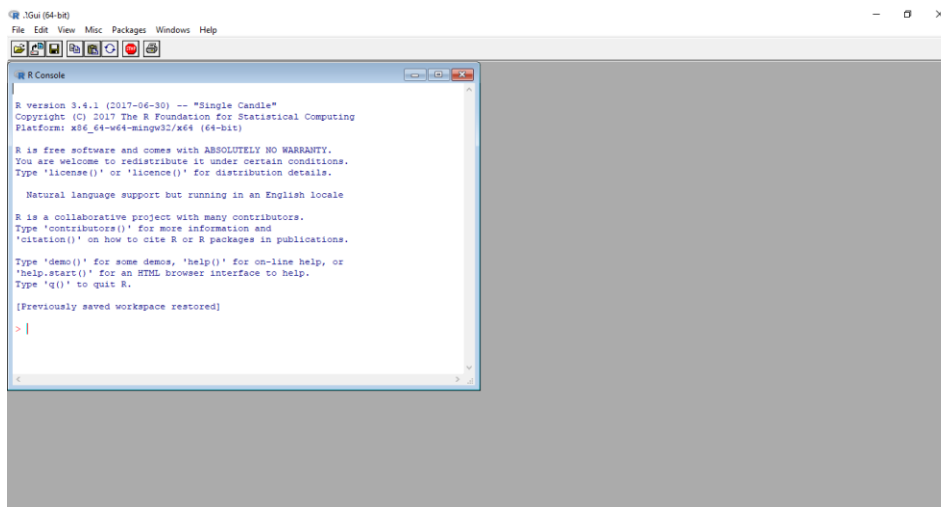 .1Gui (64-bit)
File Edit View Misc Packages Windows Help
STOP
R Console
R version 3.4.1 (2017-06-30) -- "Single Candle"
Copyright (C) 2017 The R Foundation for Statistical Computing
Platform: x86_64-w64-mingw32/x64 (64-bit)
R is free software and comes with ABSOLUTELY NO WARRANTY.
You are welcome to redistribute it under certain conditions.
Type 'license()' or 'licence()' for distribution details.
Natural language support but running in an English locale
R is a collaborative project with many contributors.
Type 'contributors()' for more information and
'citation()' on how to cite R or R packages in publications.
Type 'demo()' for some demos, 'help()' for on-line help, or
'help.start()' for an HTML browser interface to help.
Type 'q()' to quit R.
[Previously saved workspace restored]
>